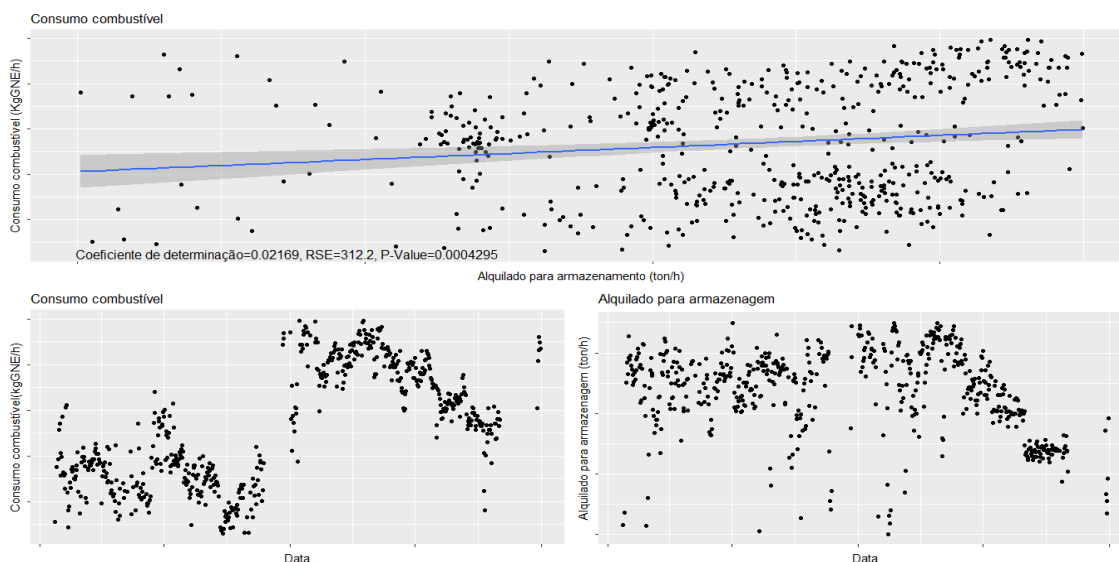 Consumo combustível
Consumo combustível (KgGNE/h)
Coeficiente de determinação=0.02169, RSE=312.2, P-Value=0.0004295
Alquilado para armazenamento (ton/h)
Consumo combustível
Consumo combustível(kgGNE/h)
Data
Alquilado para armazenagem
Alquilado para armazenagem (ton/h)
Data